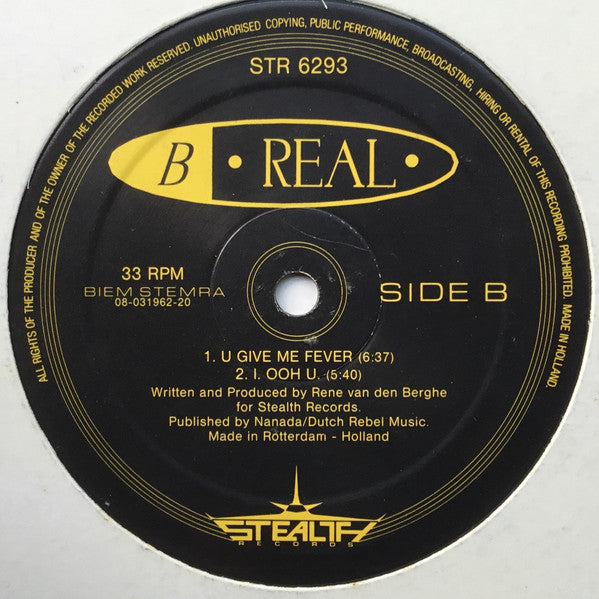 ALL RIGHTS OF THE PRODUCER AND OF THE OWNER OF THE RECORDED WORK RESERVED. UNAUTHORISED COPYING, PUBLIC PERFORMANCE, BROADCASTING, HIRING OR RENTAL OF THIS RECORDING PROHIBITED. MADE IN HOLLAND.
STR 6293
B • REAL •
33 RPM
BIEM STEMRA
08-031962-20
SIDE B
1. U GIVE ME FEVER (6:37)
2. I. OOH U. (5:40)
Written and Produced by Rene van den Berghe
for Stealth Records.
Published by Nanada/Dutch Rebel Music.
Made in Rotterdam - Holland
STEALTH
RECORDS